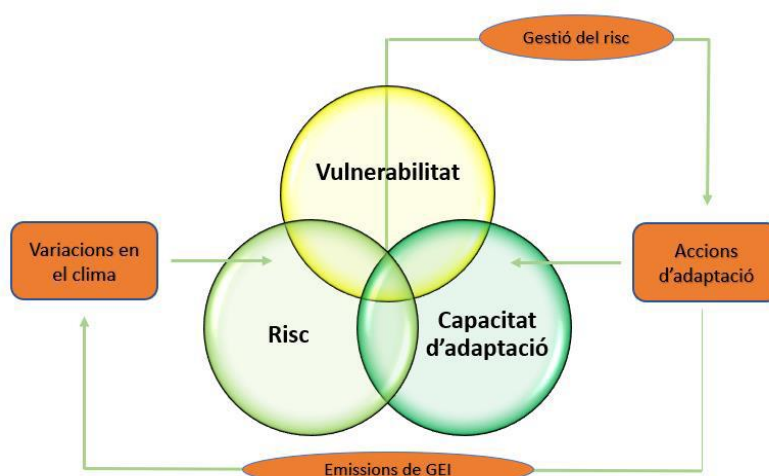 Gestió del risc
Vulnerabilitat
Variacions en
el clima
Accions
d'adaptació
Risc
Capacitat
d'adaptació
Emissions de GEI